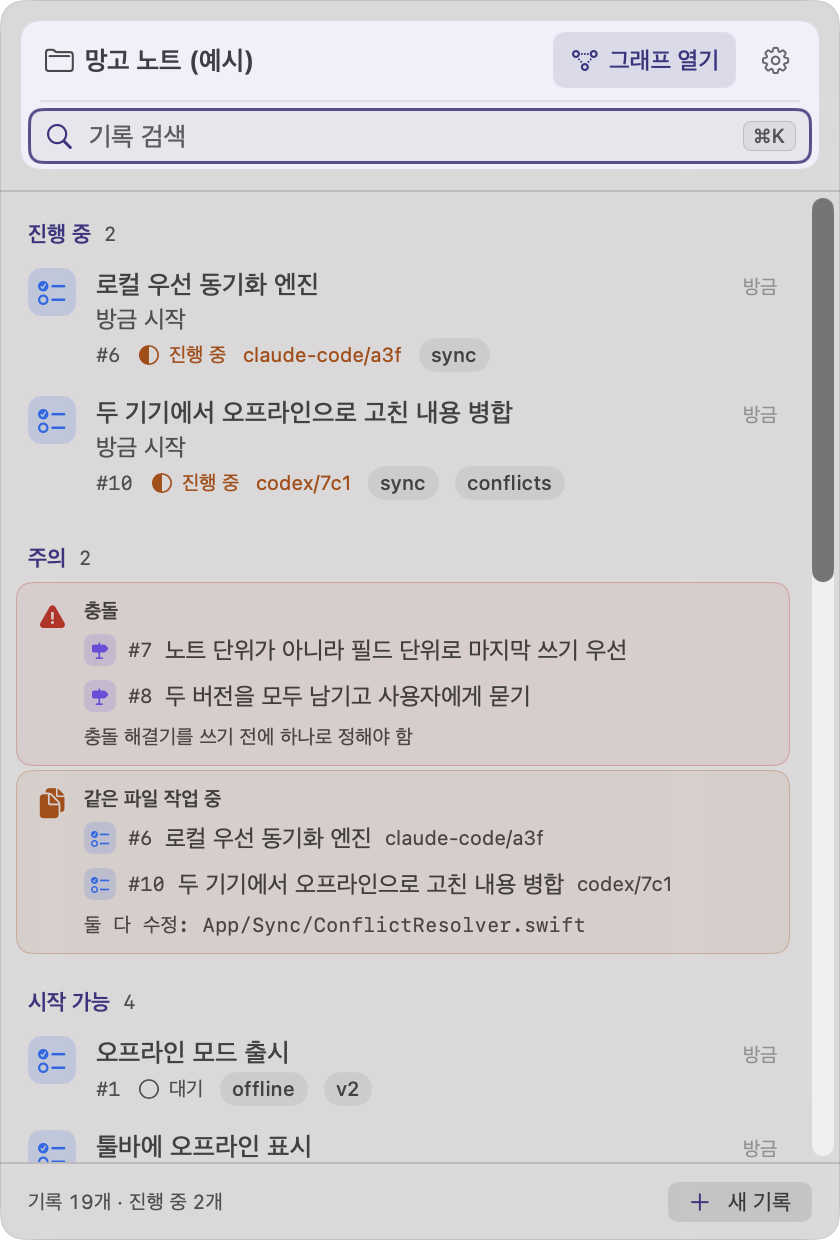 망고 노트 (예시)
그래프 열기
기록 검색
⌘K
진행 중 2
로컬 우선 동기화 엔진
방금
방금 시작
#6 진행 중 claude-code/a3f sync
두 기기에서 오프라인으로 고친 내용 병합
방금
방금 시작
#10 진행 중 codex/7c1 sync conflicts
주의 2
충돌
#7 노트 단위가 아니라 필드 단위로 마지막 쓰기 우선
#8 두 버전을 모두 남기고 사용자에게 묻기
충돌 해결기를 쓰기 전에 하나로 정해야 함
같은 파일 작업 중
#6 로컬 우선 동기화 엔진 claude-code/a3f
#10 두 기기에서 오프라인으로 고친 내용 병합 codex/7c1
둘 다 수정: App/Sync/ConflictResolver.swift
시작 가능 4
오프라인 모드 출시
방금
#1 대기 offline v2
툴바에 오프라인 표시
방금
기록 19개 · 진행 중 2개
+ 새 기록